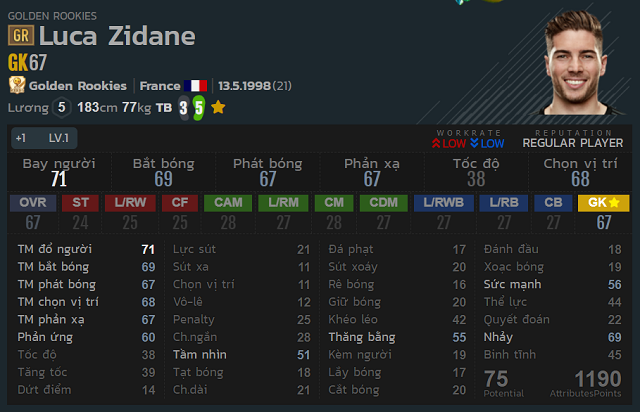 GOLDEN ROOKIES
GR Luca Zidane
GK67
Golden Rookies France 13.5.1998(21)
Lương 5 183cm 77kg TB 3 5
+1 LV.1
WORKRATE REPUTATION
LOW LOW REGULAR PLAYER
Bay người Bắt bóng Phát bóng Phản xạ Tốc độ Chọn vị trí
71 69 67 67 38 68
OVR ST L/RW CF CAM L/RM CM CDM L/RWB L/RB CB GK
67 24 25 25 28 27 28 27 27 27 27 67
TM đổ người 71 Lực sút 21 Đá phạt 17 Đánh đầu 18
TM bắt bóng 69 Sút xa 11 Sút xoáy 20 Xoạc bóng 19
TM phát bóng 67 Chọn vị trí 11 Rê bóng 16 Sức mạnh 56
TM chọn vị trí 68 Vô-lê 12 Giữ bóng 20 Thể lực 44
TM phản xạ 67 Penalty 25 Khéo léo 42 Quyết đoán 22
Phản ứng 60 Ch.ngắn 28 Thăng bằng 55 Nhảy 69
Tốc độ 38 Tầm nhìn 51 Kèm người 19 Bình tĩnh 45
Tăng tốc 39 Tạt bóng 18 Lấy bóng 17
Dứt điểm 14 Ch.dài 21 Cắt bóng 20
75 1190
Potential AttributesPoints